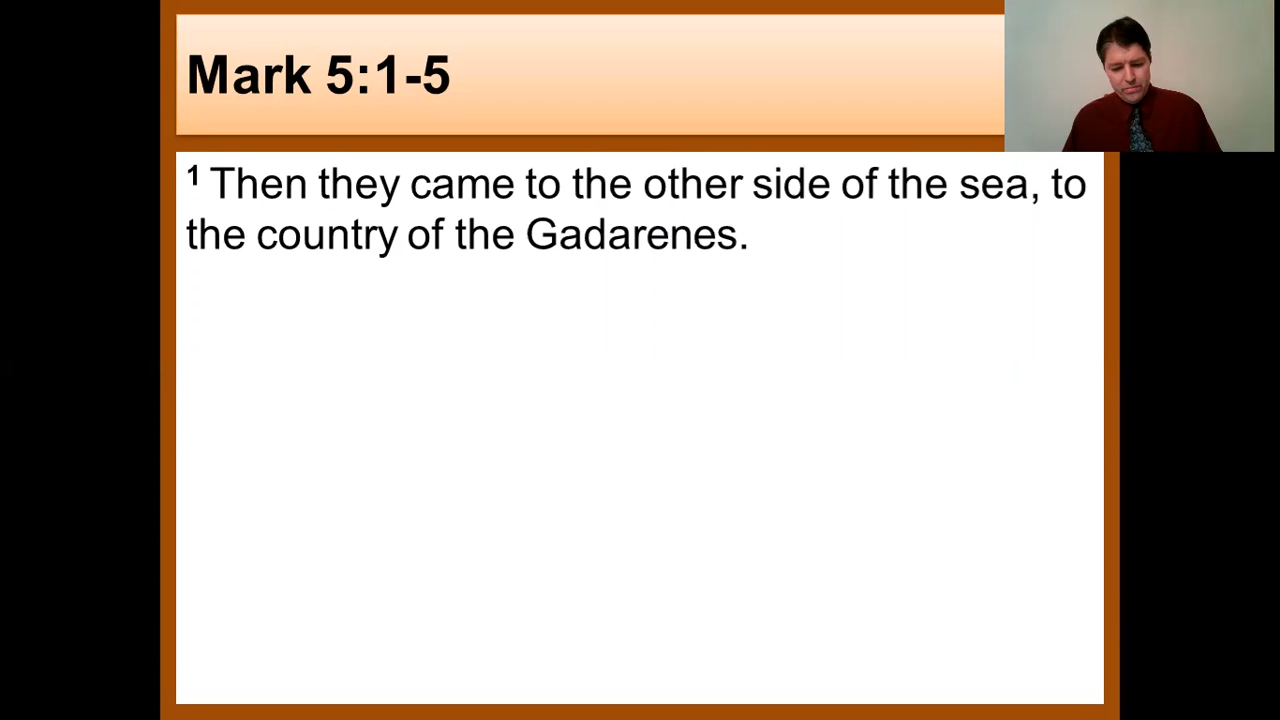 Mark 5:1-5
1 Then they came to the other side of the sea, to
the country of the Gadarenes.